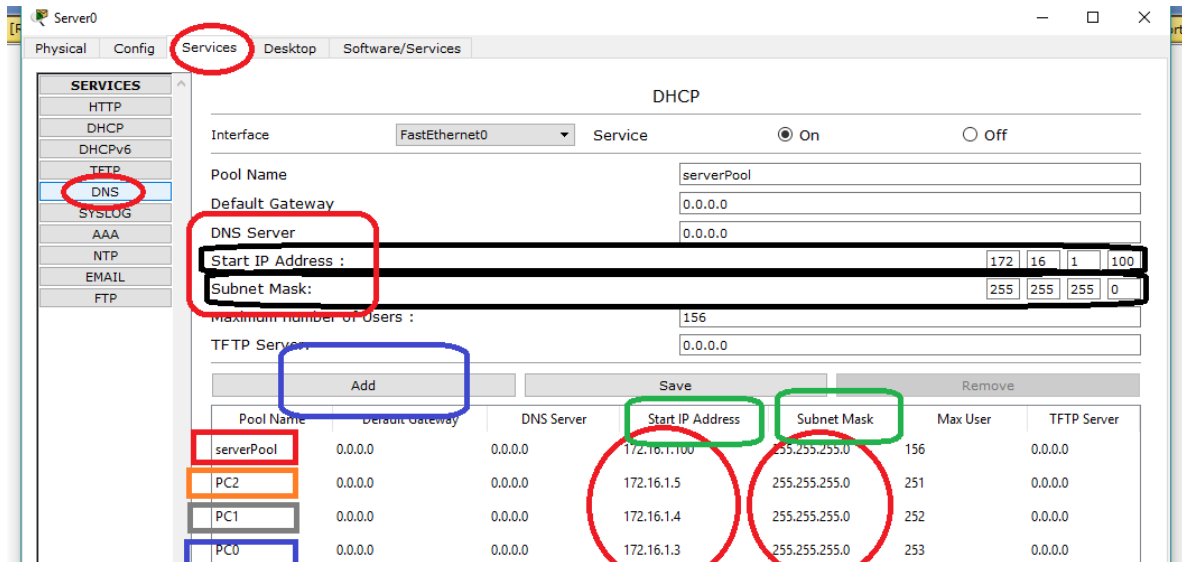 Server0
[R
rt
Physical Config Services Desktop Software/Services
SERVICES
HTTP
DHCP
DHCPv6
TFTP
DNS
SYSLOG
AAA
NTP
EMAIL
FTP
DHCP
Interface FastEthernet0 Service On Off
Pool Name serverPool
Default Gateway 0.0.0.0
DNS Server 0.0.0.0
Start IP Address : 172 16 1 100
Subnet Mask: 255 255 255 0
Maximum number of Users : 156
TFTP Server: 0.0.0.0
Add Save Remove
Pool Name Default Gateway DNS Server Start IP Address Subnet Mask Max User TFTP Server
serverPool 0.0.0.0 0.0.0.0 172.16.1.100 255.255.255.0 156 0.0.0.0
PC2 0.0.0.0 0.0.0.0 172.16.1.5 255.255.255.0 251 0.0.0.0
PC1 0.0.0.0 0.0.0.0 172.16.1.4 255.255.255.0 252 0.0.0.0
PC0 0.0.0.0 0.0.0.0 172.16.1.3 255.255.255.0 253 0.0.0.0